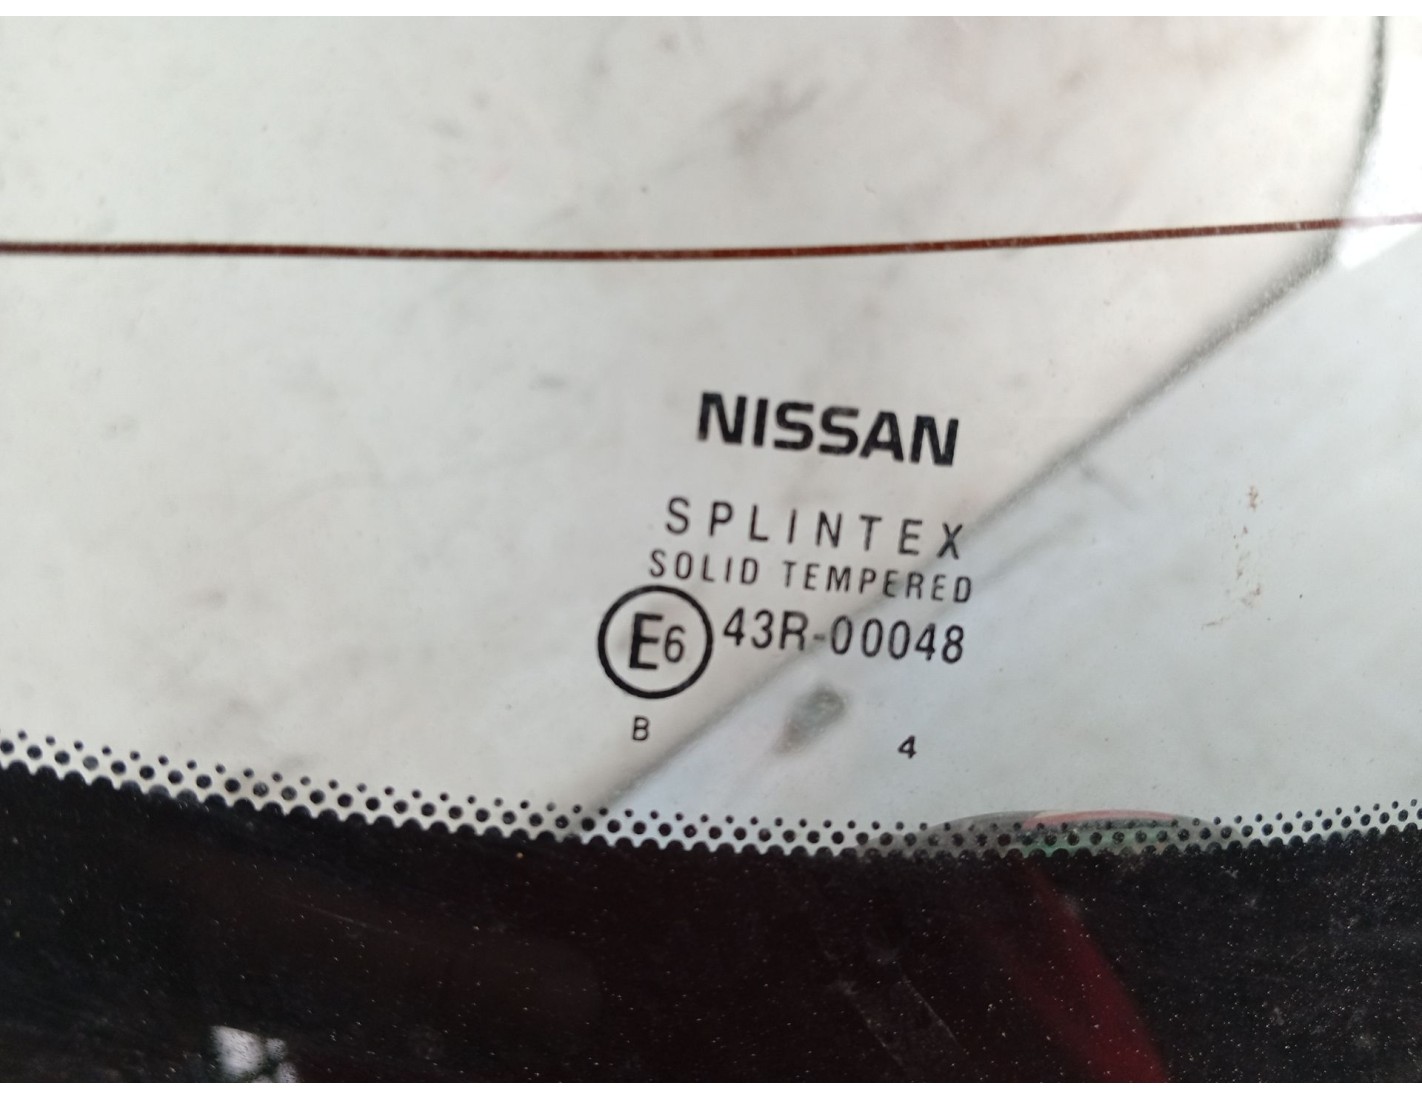 NISSAN
SPLINTEX
SOLID TEMPERED
E6 43R-00048
B 4